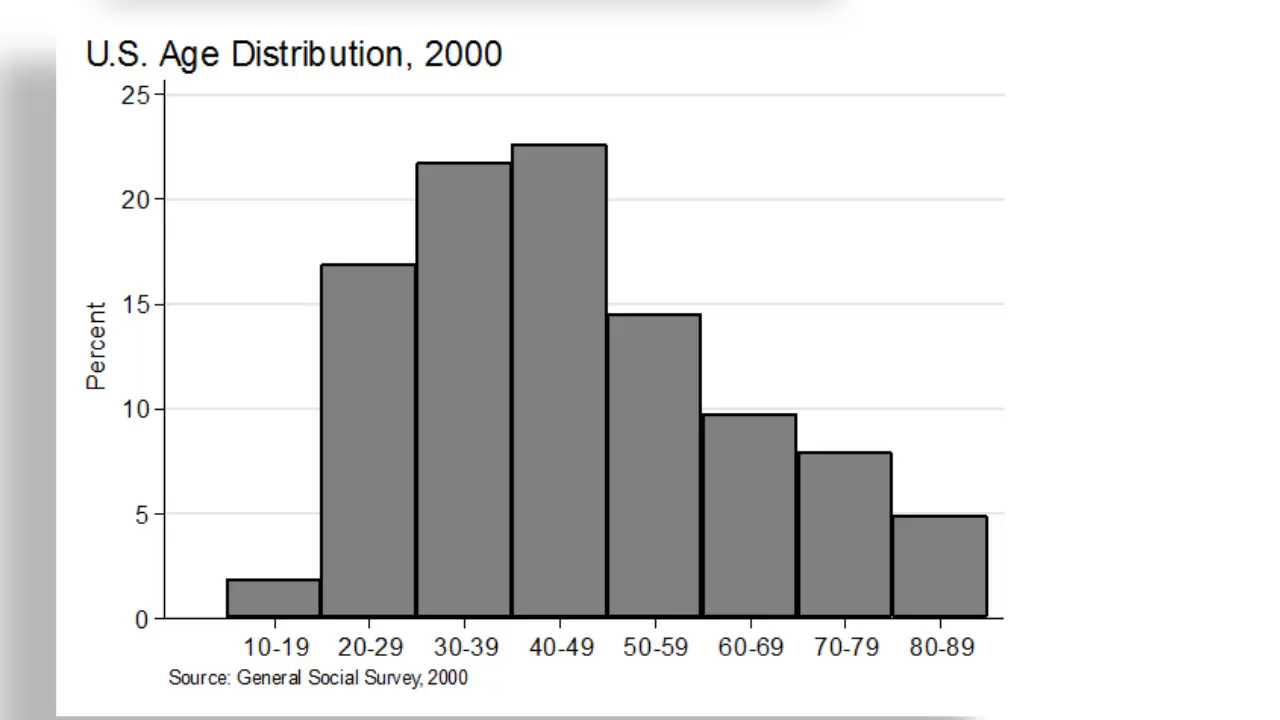 U.S. Age Distribution, 2000
25
20
15
10
5
0
Percent
10-19 20-29 30-39 40-49 50-59 60-69 70-79 80-89
Source: General Social Survey, 2000